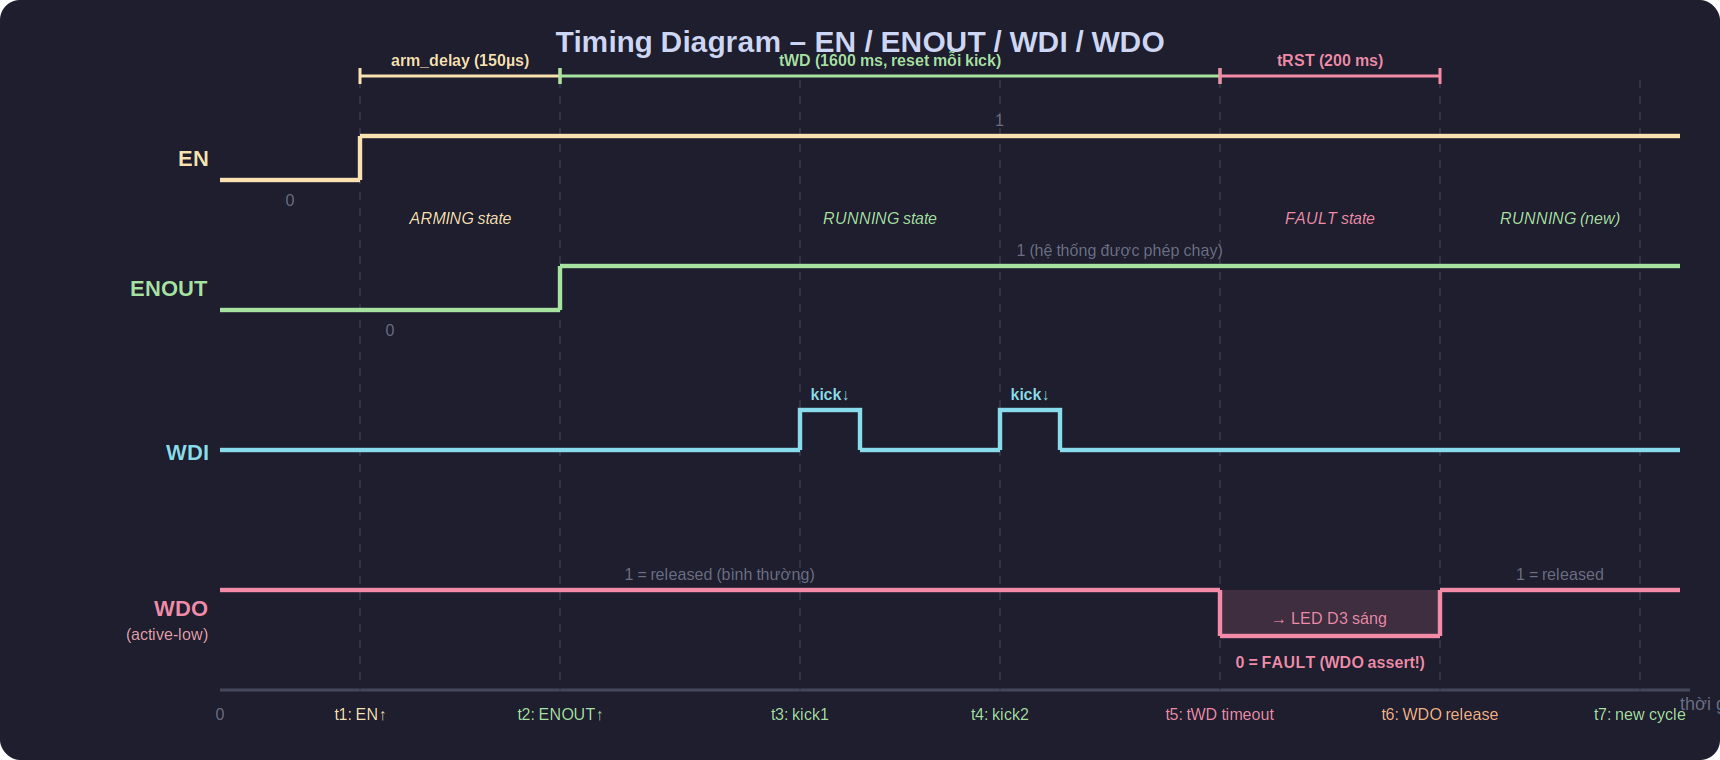 Timing Diagram – EN / ENOUT / WDI / WDO
arm_delay (150µs)
tWD (1600 ms, reset mỗi kick)
tRST (200 ms)
1
EN
0
ARMING state
RUNNING state
FAULT state
RUNNING (new)
1 (hệ thống được phép chạy)
ENOUT
0
kick↓
kick↓
WDI
1 = released (bình thường)
1 = released
WDO
(active-low)
→ LED D3 sáng
0 = FAULT (WDO assert!)
0
t1: EN↑
t2: ENOUT↑
t3: kick1
t4: kick2
t5: tWD timeout
t6: WDO release
t7: new cycle
thời